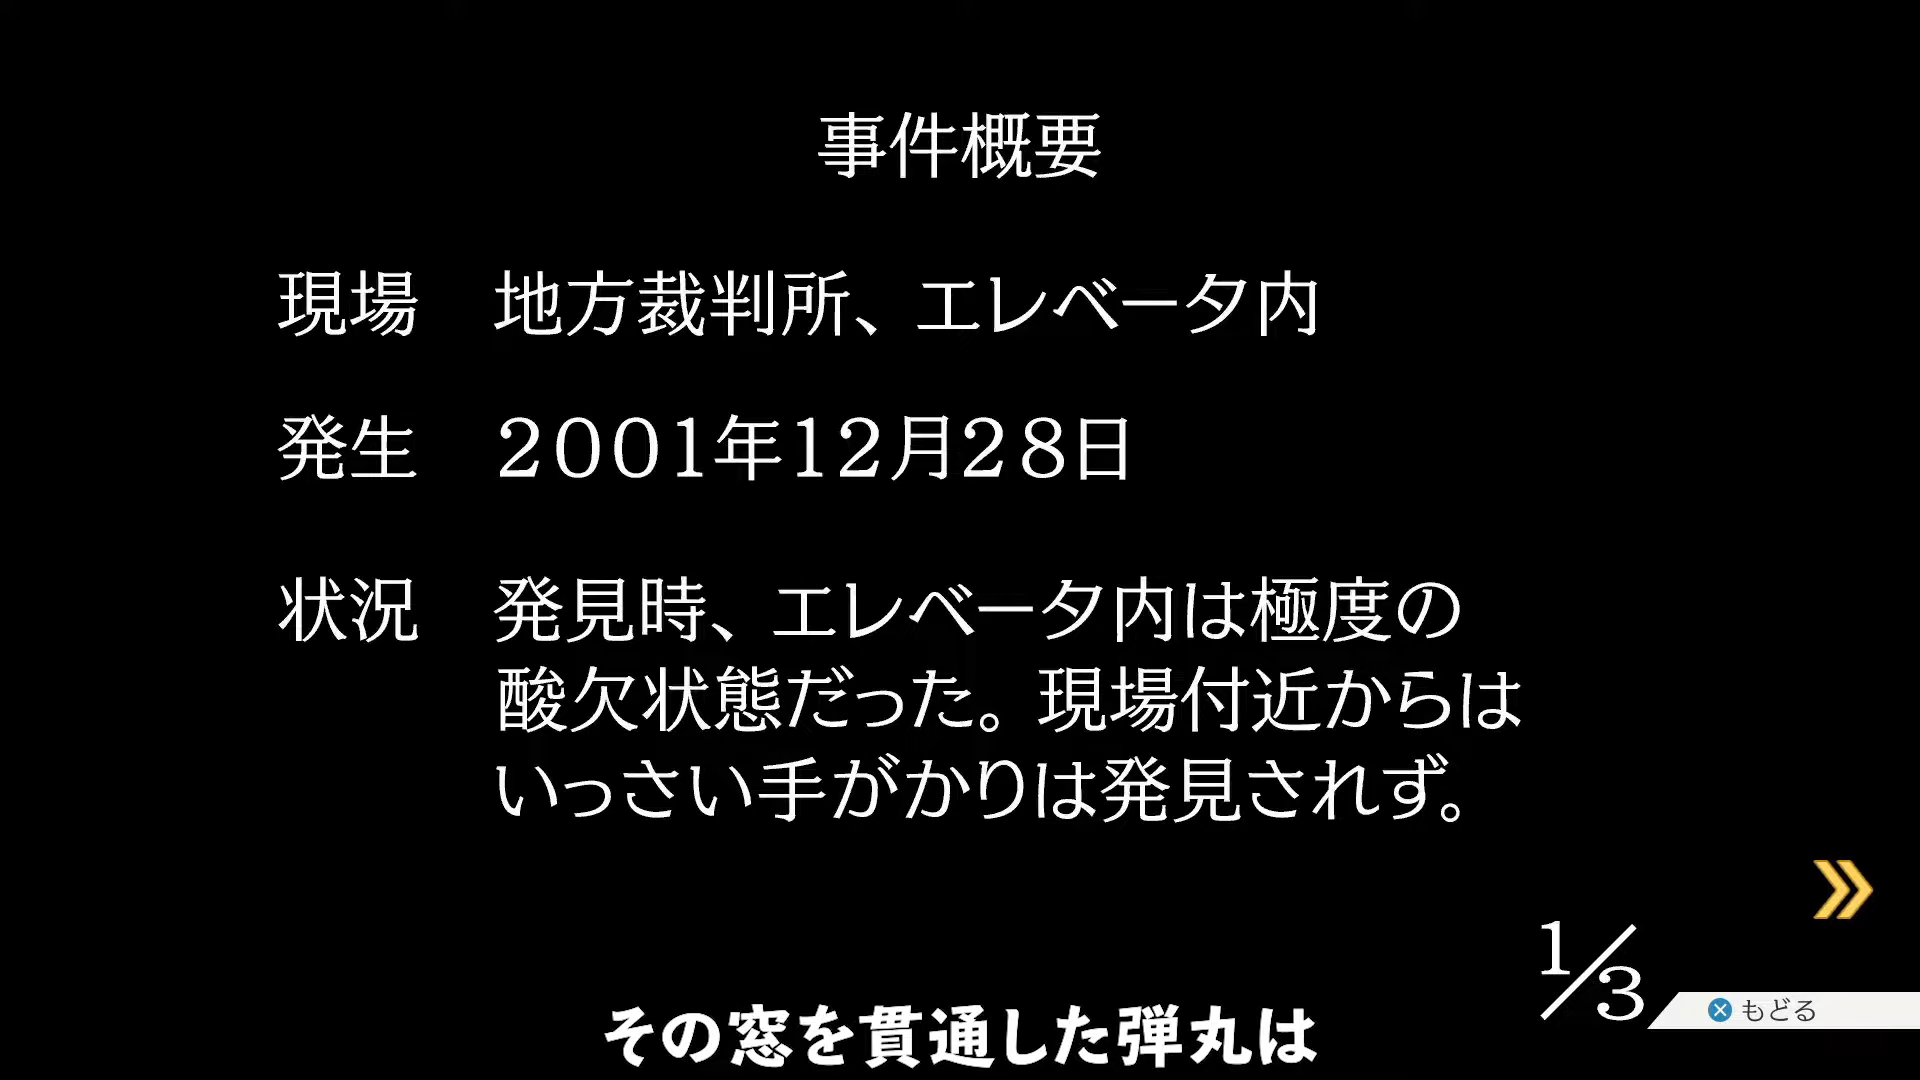 事件概要
現場 地方裁判所、エレベータ内
発生 ２００１年１２月２８日
状況 発見時、エレベータ内は極度の
酸欠状態だった。現場付近からは
いっさい手がかりは発見されず。
1/3
もどる
その窓を貫通した弾丸は